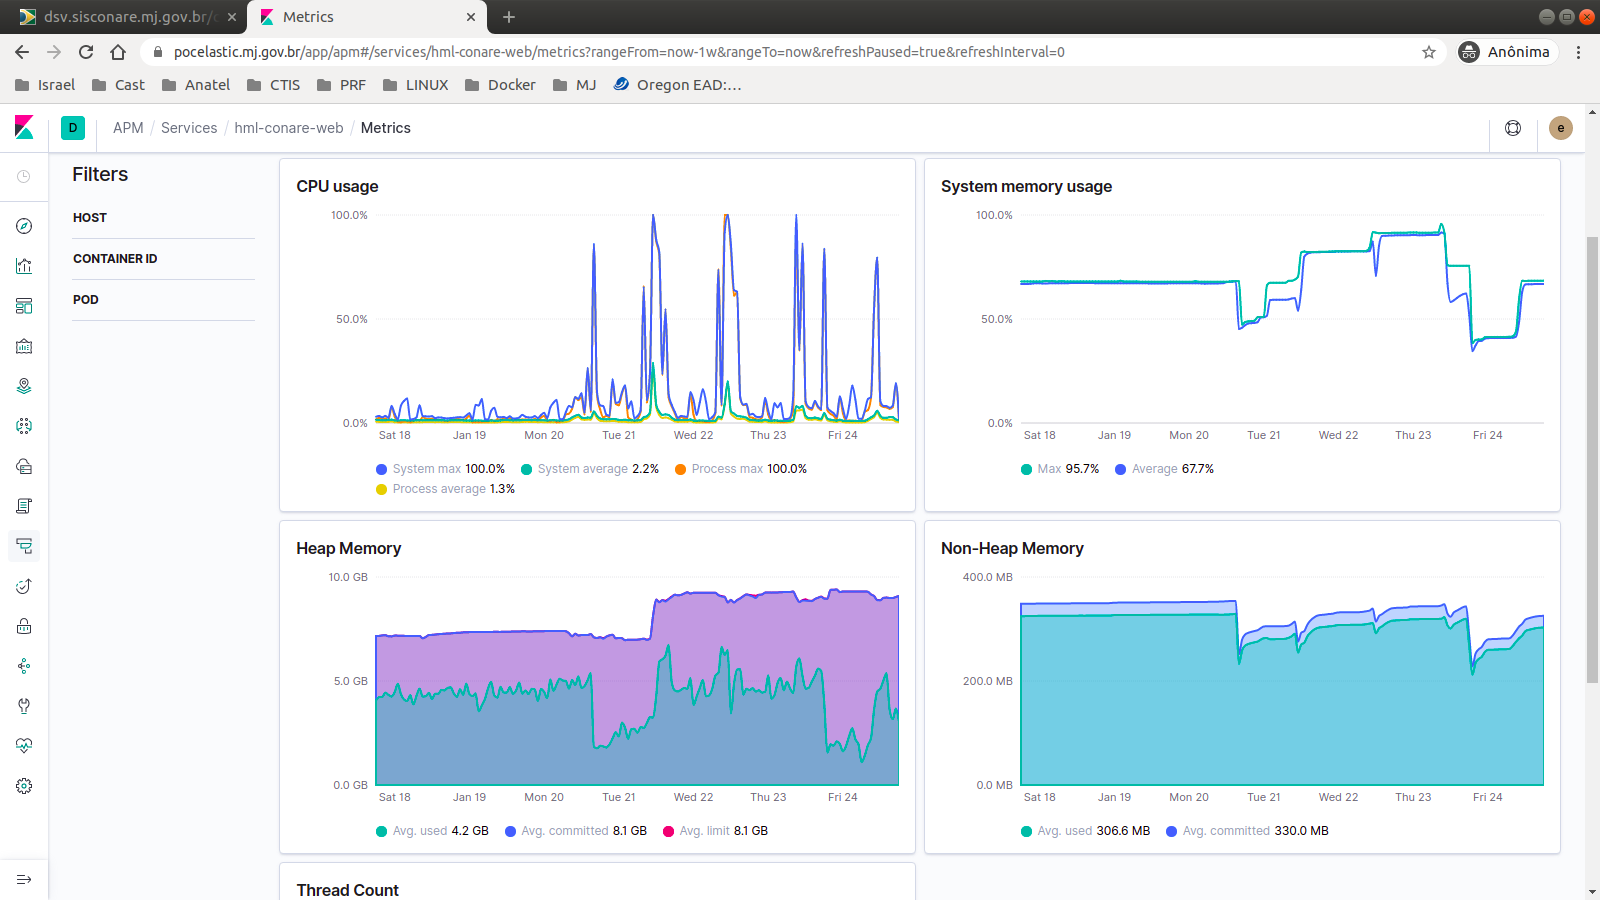 dsv.sisconare.mj.gov.br/
Metrics
pocelastic.mj.gov.br/app/apm#/services/hml-conare-web/metrics?rangeFrom=now-1w&rangeTo=now&refreshPaused=true&refreshInterval=0
Anônima
Israel Cast Anatel CTIS PRF LINUX Docker MJ Oregon EAD:...
D APM / Services / hml-conare-web / Metrics e
Filters
HOST
CONTAINER ID
POD
CPU usage
100.0%
50.0%
0.0%
Sat 18 Jan 19 Mon 20 Tue 21 Wed 22 Thu 23 Fri 24
System max 100.0% System average 2.2% Process max 100.0%
Process average 1.3%
System memory usage
100.0%
50.0%
0.0%
Sat 18 Jan 19 Mon 20 Tue 21 Wed 22 Thu 23 Fri 24
Max 95.7% Average 67.7%
Heap Memory
10.0 GB
5.0 GB
0.0 GB
Sat 18 Jan 19 Mon 20 Tue 21 Wed 22 Thu 23 Fri 24
Avg. used 4.2 GB Avg. committed 8.1 GB Avg. limit 8.1 GB
Non-Heap Memory
400.0 MB
200.0 MB
0.0 MB
Sat 18 Jan 19 Mon 20 Tue 21 Wed 22 Thu 23 Fri 24
Avg. used 306.6 MB Avg. committed 330.0 MB
Thread Count